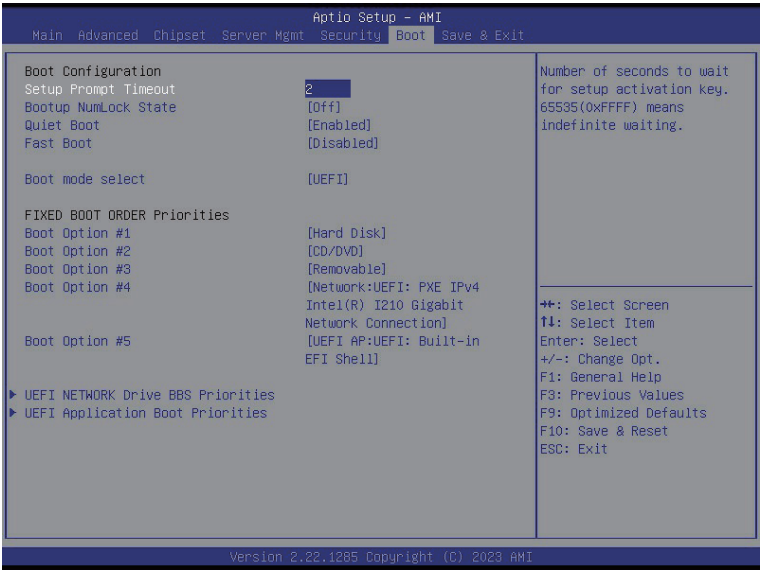 Aptio Setup – AMI
Main Advanced Chipset Server Mgmt Security Boot Save & Exit
Boot Configuration
Setup Prompt Timeout 2
Bootup NumLock State [Off]
Quiet Boot [Enabled]
Fast Boot [Disabled]
Boot mode select [UEFI]
FIXED BOOT ORDER Priorities
Boot Option #1 [Hard Disk]
Boot Option #2 [CD/DVD]
Boot Option #3 [Removable]
Boot Option #4 [Network:UEFI: PXE IPv4
Intel(R) I210 Gigabit
Network Connection]
Boot Option #5 [UEFI AP:UEFI: Built-in
EFI Shell]
UEFI NETWORK Drive BBS Priorities
UEFI Application Boot Priorities
Number of seconds to wait
for setup activation key.
65535(0xFFFF) means
indefinite waiting.
→←: Select Screen
↑↓: Select Item
Enter: Select
+/-: Change Opt.
F1: General Help
F3: Previous Values
F9: Optimized Defaults
F10: Save & Reset
ESC: Exit
Version 2.22.1285 Copyright (C) 2023 AMI